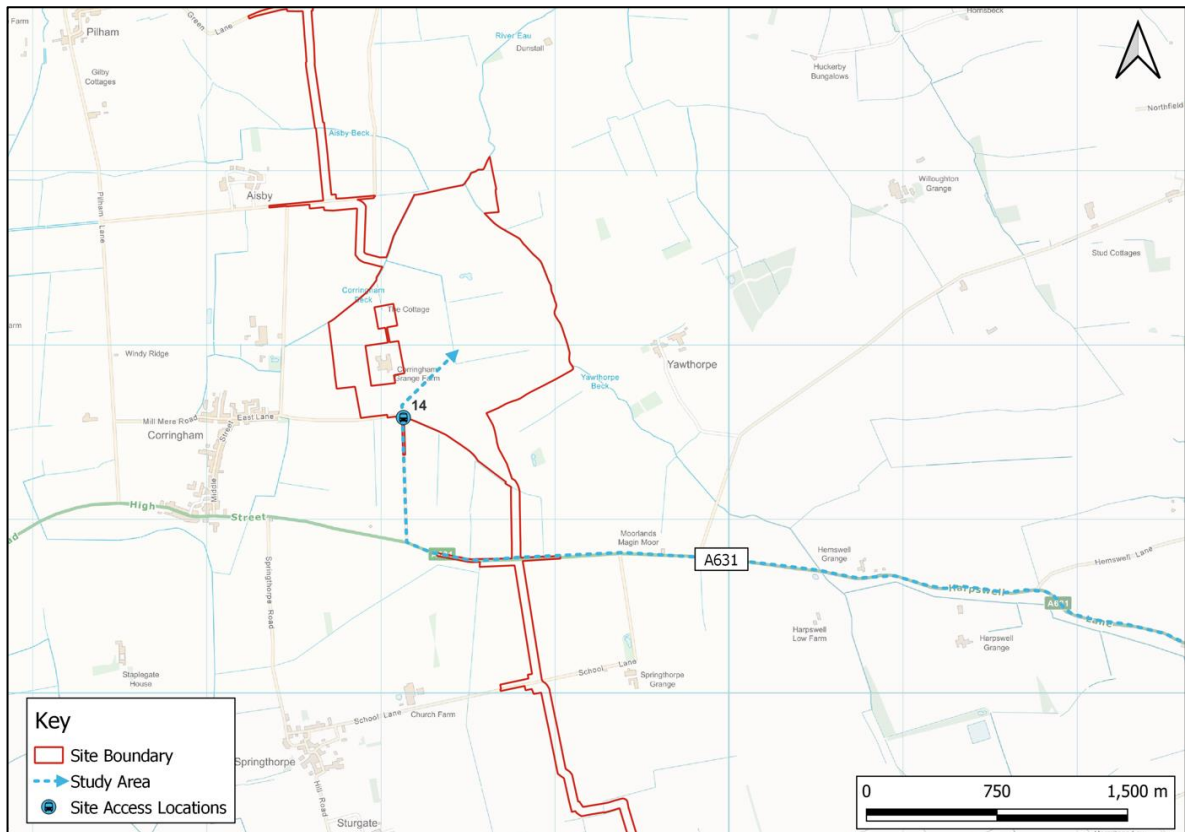 Farm
Pilham
Green
Lane
Gilby
Cottages
River Eau
Dunstall
Hornsbeck
Huckerby
Bungalows
Northfield
Aisby Beck
Aisby
Pilham Lane
Willoughton
Grange
Stud Cottages
Corringham
Beck
The Cottage
Windy Ridge
Corringham
Grange Farm
Yawthorpe
Yawthorpe
Beck
14
Mill Mere Road
East Lane
Corringham
Middle
Street
High
Street
Moorlands
Magin Moor
A631
Hemswell
Grange
Hemswell Lane
Harpswell
Lane
A631
Springthorpe Road
Harpswell
Low Farm
Harpswell
Grange
Staplegate
House
School Lane
Springthorpe
Grange
School Lane
Church Farm
Springthorpe
Hill Road
Sturgate
Key
Site Boundary
Study Area
Site Access Locations
0 750 1,500 m